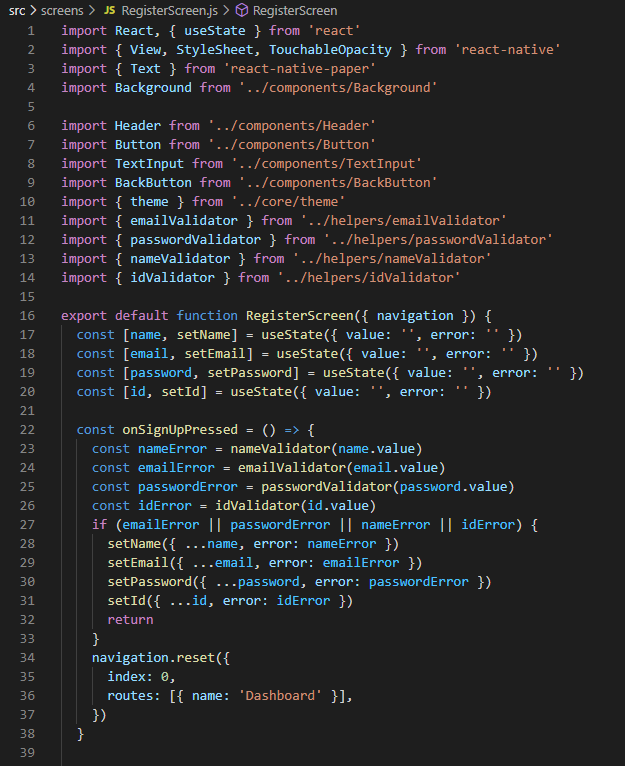 src > screens > JS RegisterScreen.js > RegisterScreen
1 import React, { useState } from 'react'
2 import { View, StyleSheet, TouchableOpacity } from 'react-native'
3 import { Text } from 'react-native-paper'
4 import Background from '../components/Background'
5
6 import Header from '../components/Header'
7 import Button from '../components/Button'
8 import TextInput from '../components/TextInput'
9 import BackButton from '../components/BackButton'
10 import { theme } from '../core/theme'
11 import { emailValidator } from '../helpers/emailValidator'
12 import { passwordValidator } from '../helpers/passwordValidator'
13 import { nameValidator } from '../helpers/nameValidator'
14 import { idValidator } from '../helpers/idValidator'
15
16 export default function RegisterScreen({ navigation }) {
17   const [name, setName] = useState({ value: '', error: '' })
18   const [email, setEmail] = useState({ value: '', error: '' })
19   const [password, setPassword] = useState({ value: '', error: '' })
20   const [id, setId] = useState({ value: '', error: '' })
21
22   const onSignUpPressed = () => {
23     const nameError = nameValidator(name.value)
24     const emailError = emailValidator(email.value)
25     const passwordError = passwordValidator(password.value)
26     const idError = idValidator(id.value)
27     if (emailError || passwordError || nameError || idError) {
28       setName({ ...name, error: nameError })
29       setEmail({ ...email, error: emailError })
30       setPassword({ ...password, error: passwordError })
31       setId({ ...id, error: idError })
32       return
33     }
34     navigation.reset({
35       index: 0,
36       routes: [{ name: 'Dashboard' }],
37     })
38   }
39